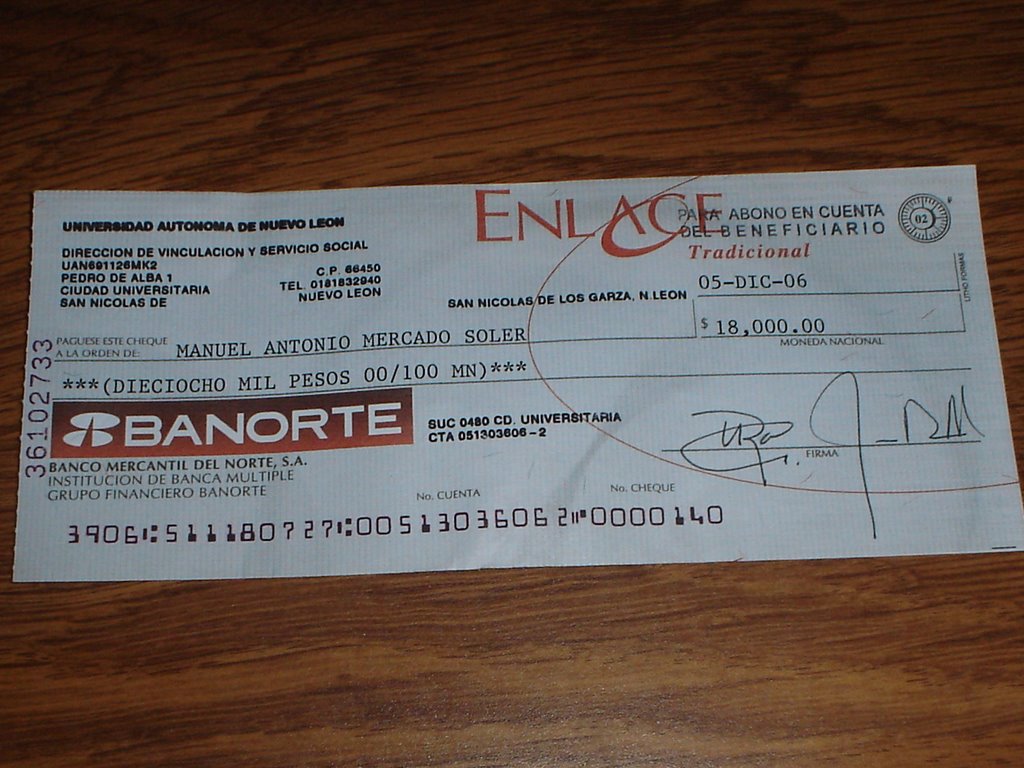 UNIVERSIDAD AUTONOMA DE NUEVO LEON
DIRECCION DE VINCULACION Y SERVICIO SOCIAL
UAN691126MK2
PEDRO DE ALBA 1
CIUDAD UNIVERSITARIA
SAN NICOLAS DE
C.P. 66450
TEL. 0181832940
NUEVO LEON
ENLACE
Tradicional
PARA ABONO EN CUENTA
DEL BENEFICIARIO
02
LITHO FORMAS
SAN NICOLAS DE LOS GARZA, N.LEON
05-DIC-06
$ 18,000.00
MONEDA NACIONAL
PAGUESE ESTE CHEQUE
A LA ORDEN DE:
MANUEL ANTONIO MERCADO SOLER
***(DIECIOCHO MIL PESOS 00/100 MN)***
36102733
BANORTE
BANCO MERCANTIL DEL NORTE, S.A.
INSTITUCION DE BANCA MULTIPLE
GRUPO FINANCIERO BANORTE
SUC 0480 CD. UNIVERSITARIA
CTA 051303606-2
FIRMA
No. CUENTA
No. CHEQUE
3906⑆511180727⑆00513036062⑈0000140